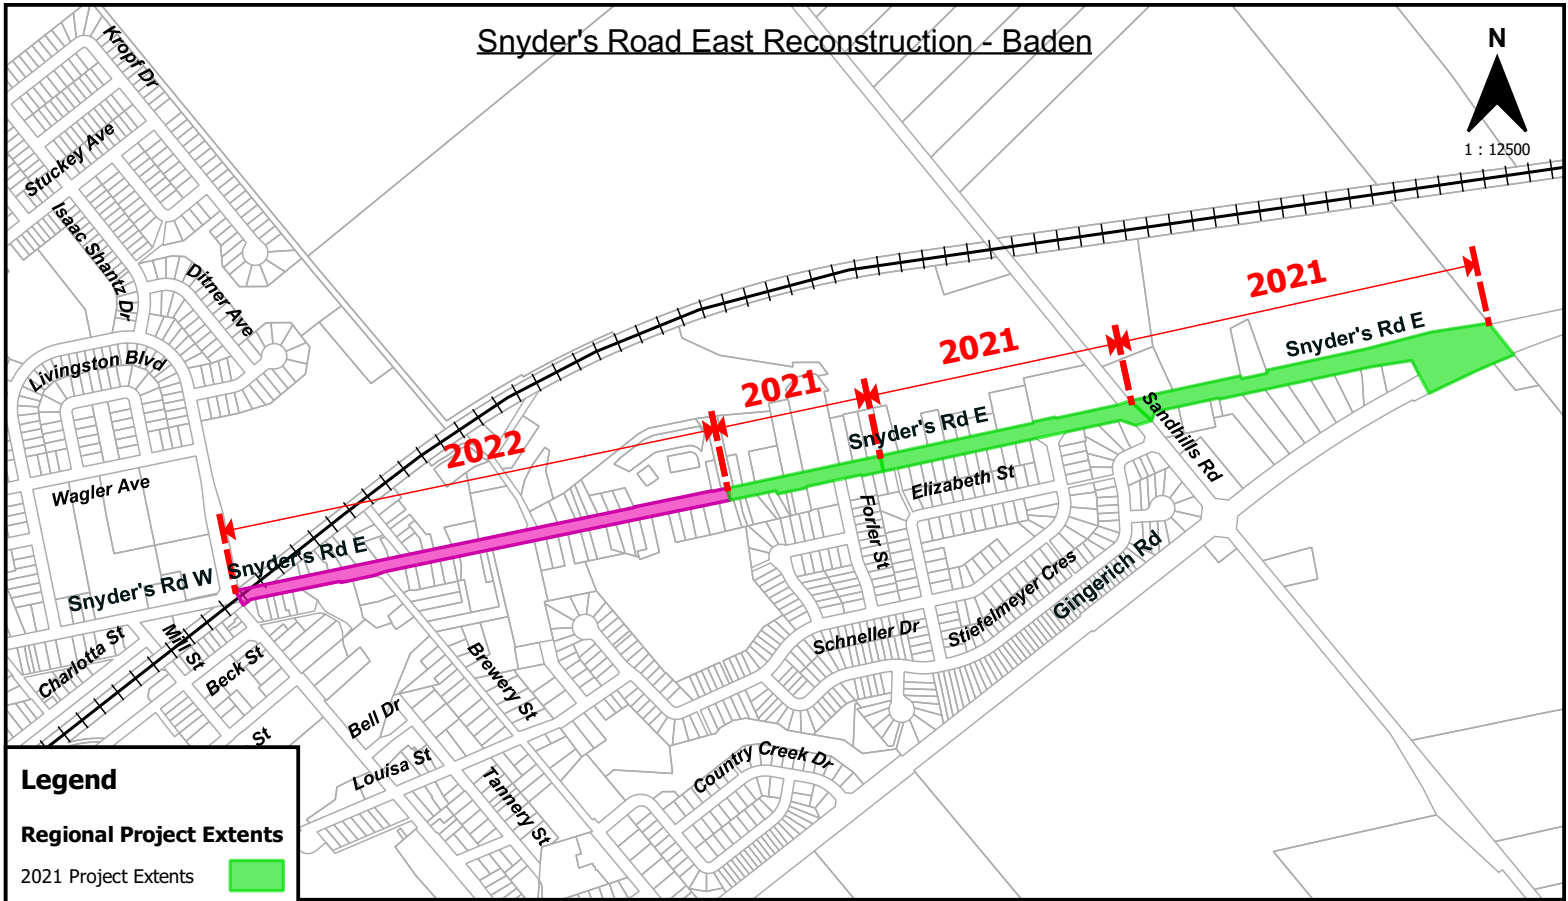 Snyder's Road East Reconstruction - Baden
N
1 : 12500
Kropf Dr
Stuckey Ave
Isaac Shantz Dr
Ditner Ave
Livingston Blvd
Wagler Ave
2022
2021
2021
2021
Snyder's Rd E
Snyder's Rd E
Snyder's Rd E
Snyder's Rd W
Sandhills Rd
Elizabeth St
Forler St
Charlotta St
Mill St
Beck St
St
Bell Dr
Brewery St
Louisa St
Tannery St
Schneller Dr
Stiefelmeyer Cres
Gingerich Rd
Country Creek Dr
Legend
Regional Project Extents
2021 Project Extents